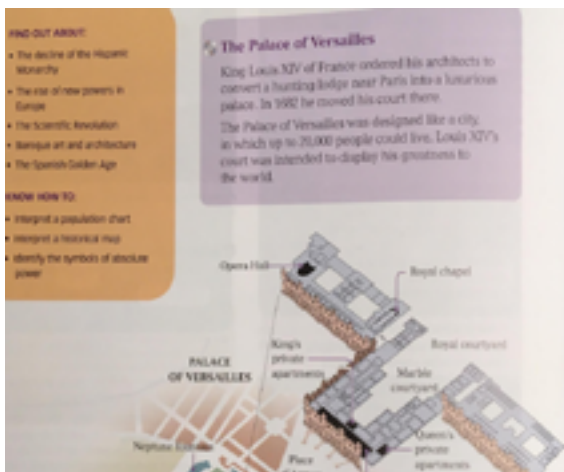 FIND OUT ABOUT:
• The decline of the Hispanic
Monarchy
• The rise of new powers in
Europe
• The Scientific Revolution
• Baroque art and architecture
• The Spanish Golden Age
KNOW HOW TO:
• Interpret a population chart
• Interpret a historical map
• Identify the symbols of absolute
power
The Palace of Versailles
King Louis XIV of France ordered his architects to
convert a hunting lodge near Paris into a luxurious
palace. In 1682 he moved his court there.
The Palace of Versailles was designed like a city,
in which up to 20,000 people could live. Louis XIV's
court was intended to display his greatness to
the world.
Opera Hall
Royal chapel
King's
private
apartments
Royal courtyard
Marble
courtyard
PALACE
OF VERSAILLES
Queen's
private
apartments
Neptune
Place